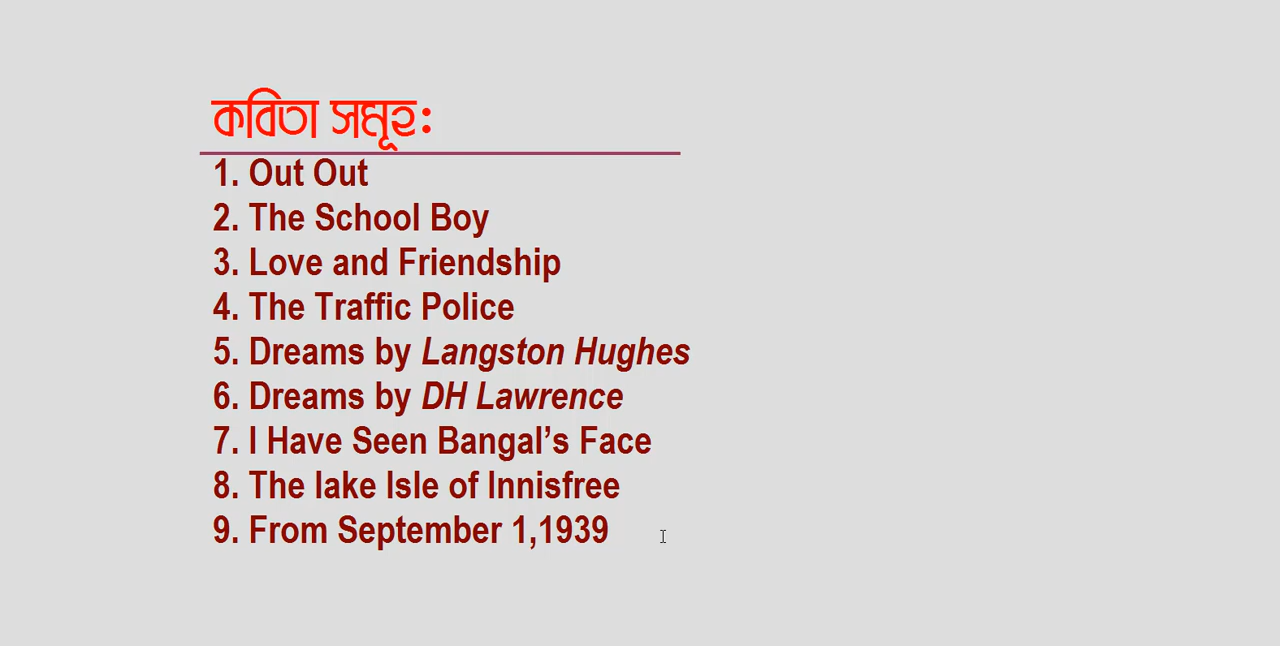 কবিতা সমূহঃ
1. Out Out
2. The School Boy
3. Love and Friendship
4. The Traffic Police
5. Dreams by Langston Hughes
6. Dreams by DH Lawrence
7. I Have Seen Bangal’s Face
8. The lake Isle of Innisfree
9. From September 1,1939